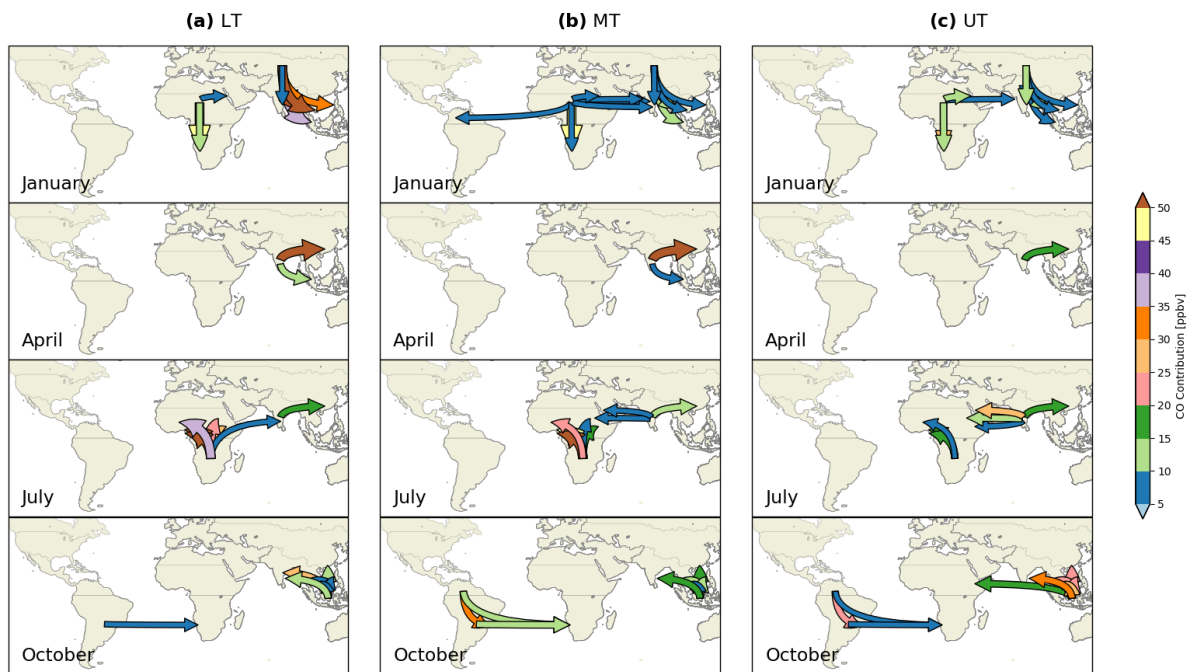 (a) LT
(b) MT
(c) UT
January
January
January
April
April
April
July
July
July
October
October
October
50
45
40
35
30
25
20
15
10
5
CO Contribution [ppbv]